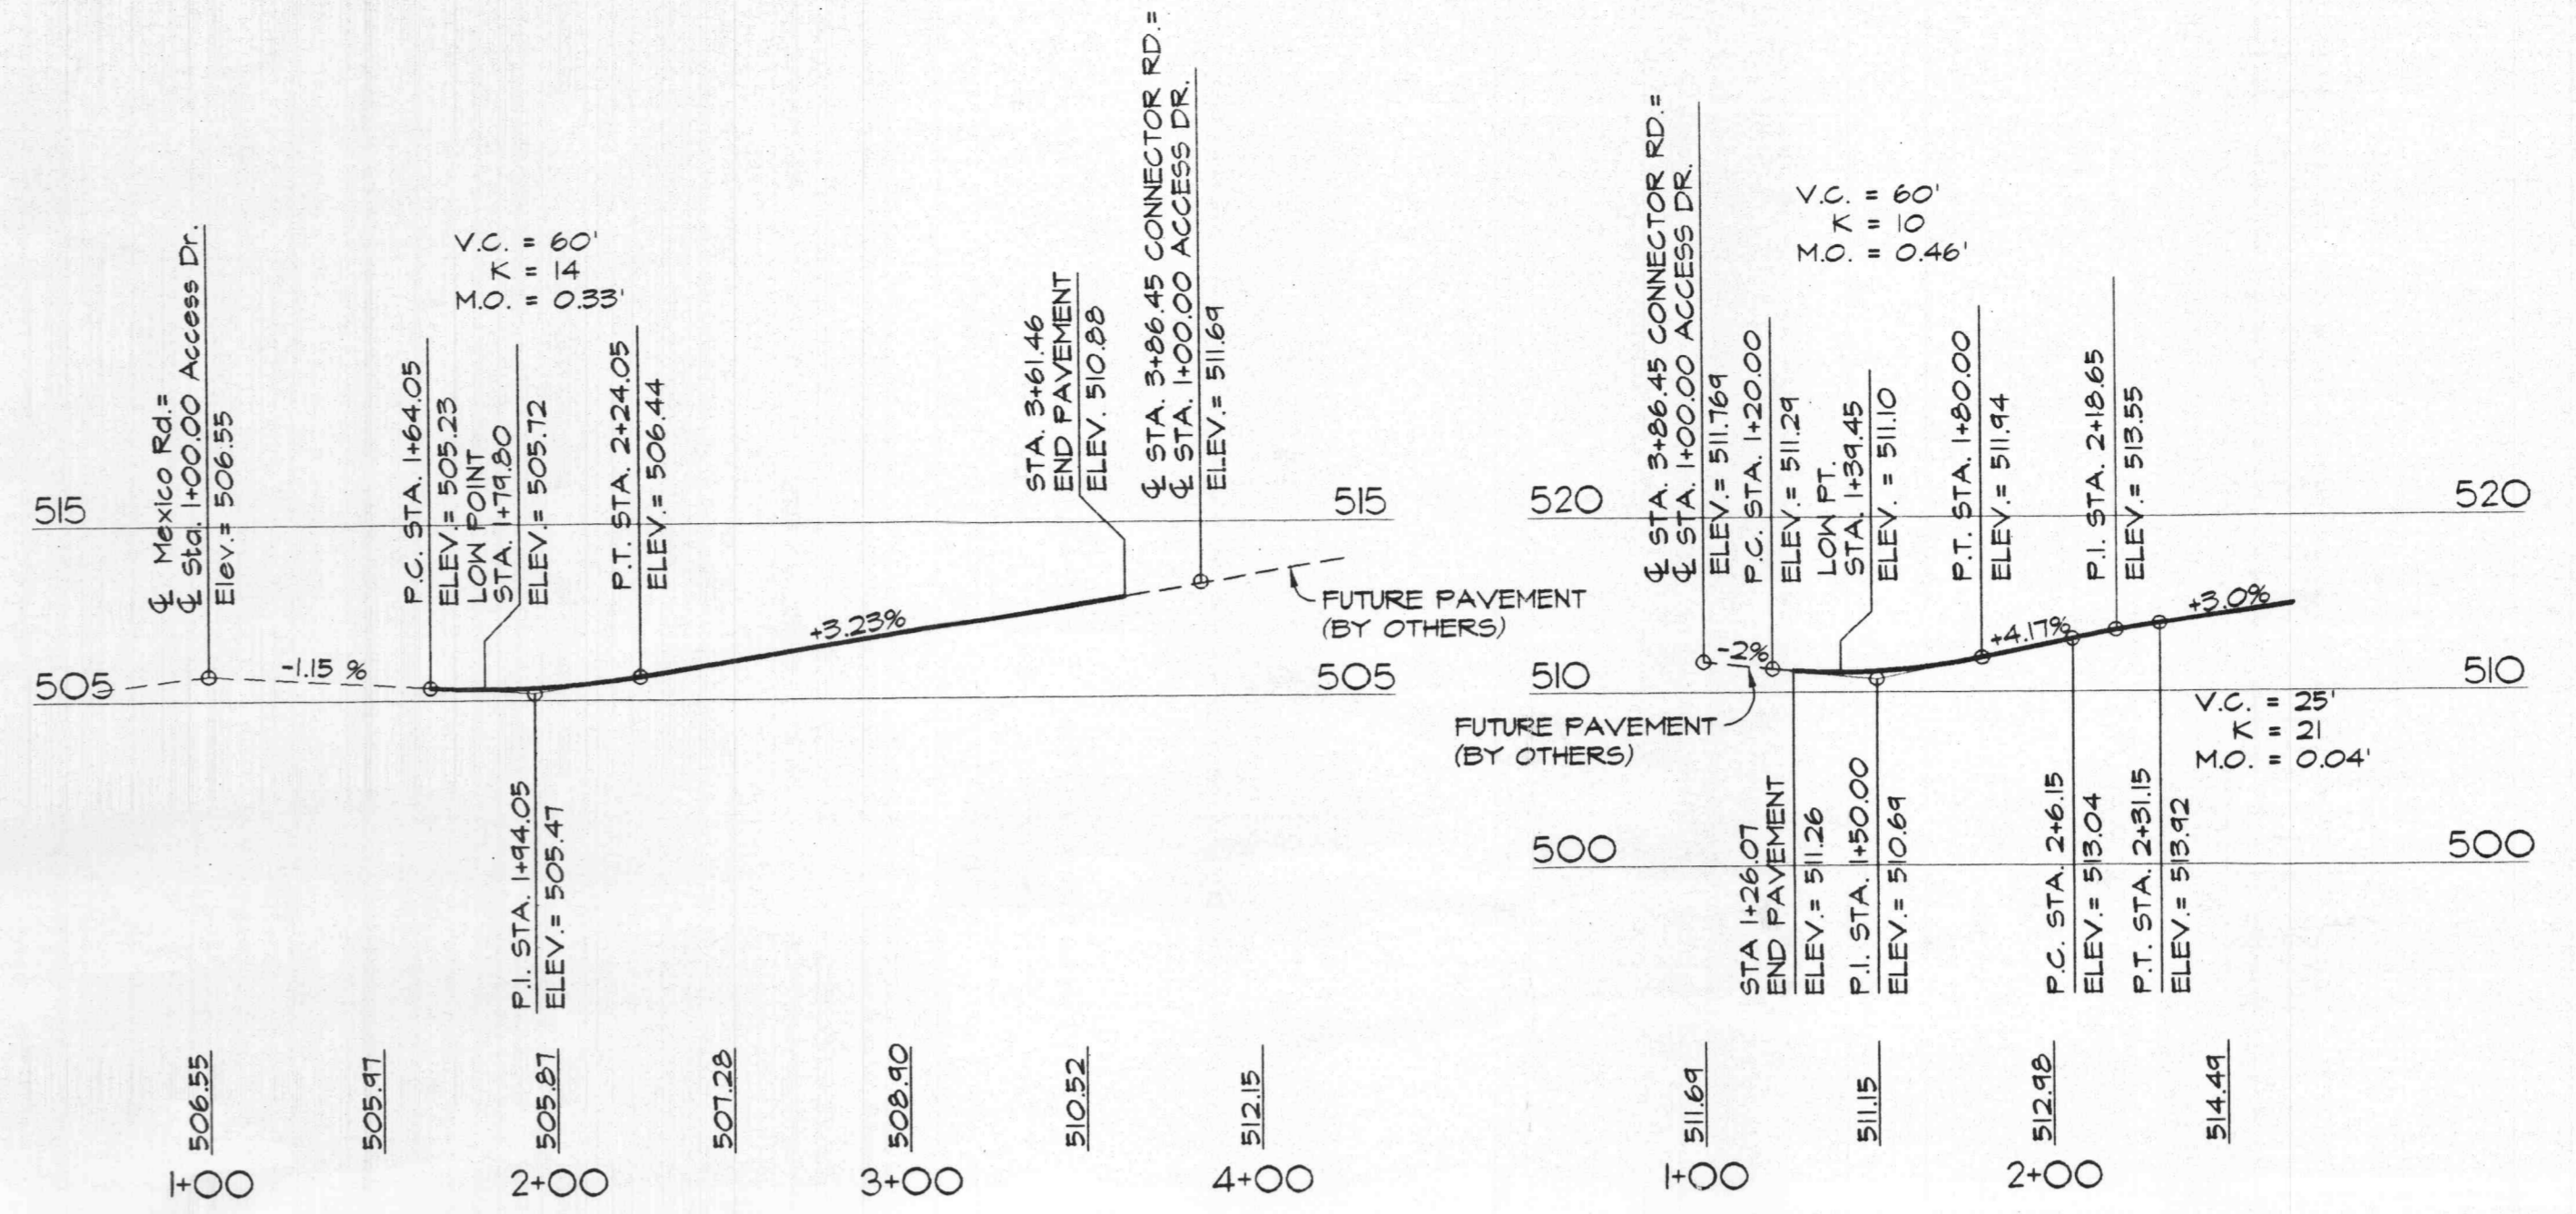 ℄ Mexico Rd.=
℄ Sta. 1+00.00 Access Dr.
Elev.= 506.55
-1.15 %
V.C. = 60'
K = 14
M.O. = 0.33'
P.C. STA. 1+64.05
ELEV.= 505.23
LOW POINT
STA. 1+79.80
ELEV.= 505.72
P.T. STA. 2+24.05
ELEV.= 506.44
P.I. STA. 1+94.05
ELEV.= 505.47
+3.23%
STA. 3+61.46
END PAVEMENT
ELEV. 510.88
℄ STA. 3+86.45 CONNECTOR RD.=
℄ STA. 1+00.00 ACCESS DR.
ELEV.= 511.69
FUTURE PAVEMENT
(BY OTHERS)
515
515
505
505
506.55
505.97
505.87
507.28
508.90
510.52
512.15
1+00
2+00
3+00
4+00
℄ STA. 3+86.45 CONNECTOR RD.=
℄ STA. 1+00.00 ACCESS DR.
ELEV.= 511.769
P.C. STA. 1+20.00
ELEV.= 511.29
V.C. = 60'
K = 10
M.O. = 0.46'
LOW PT.
STA. 1+39.45
ELEV. = 511.10
P.T. STA. 1+80.00
ELEV.= 511.94
P.I. STA. 2+18.65
ELEV.= 513.55
520
520
-2%
+4.17%
+3.0%
510
510
FUTURE PAVEMENT
(BY OTHERS)
V.C. = 25'
K = 21
M.O. = 0.04'
STA 1+26.07
END PAVEMENT
ELEV.= 511.26
P.I. STA. 1+50.00
ELEV.= 510.69
P.C. STA. 2+6.15
ELEV.= 513.04
P.T. STA. 2+31.15
ELEV.= 513.92
500
500
511.69
511.15
512.98
514.49
1+00
2+00